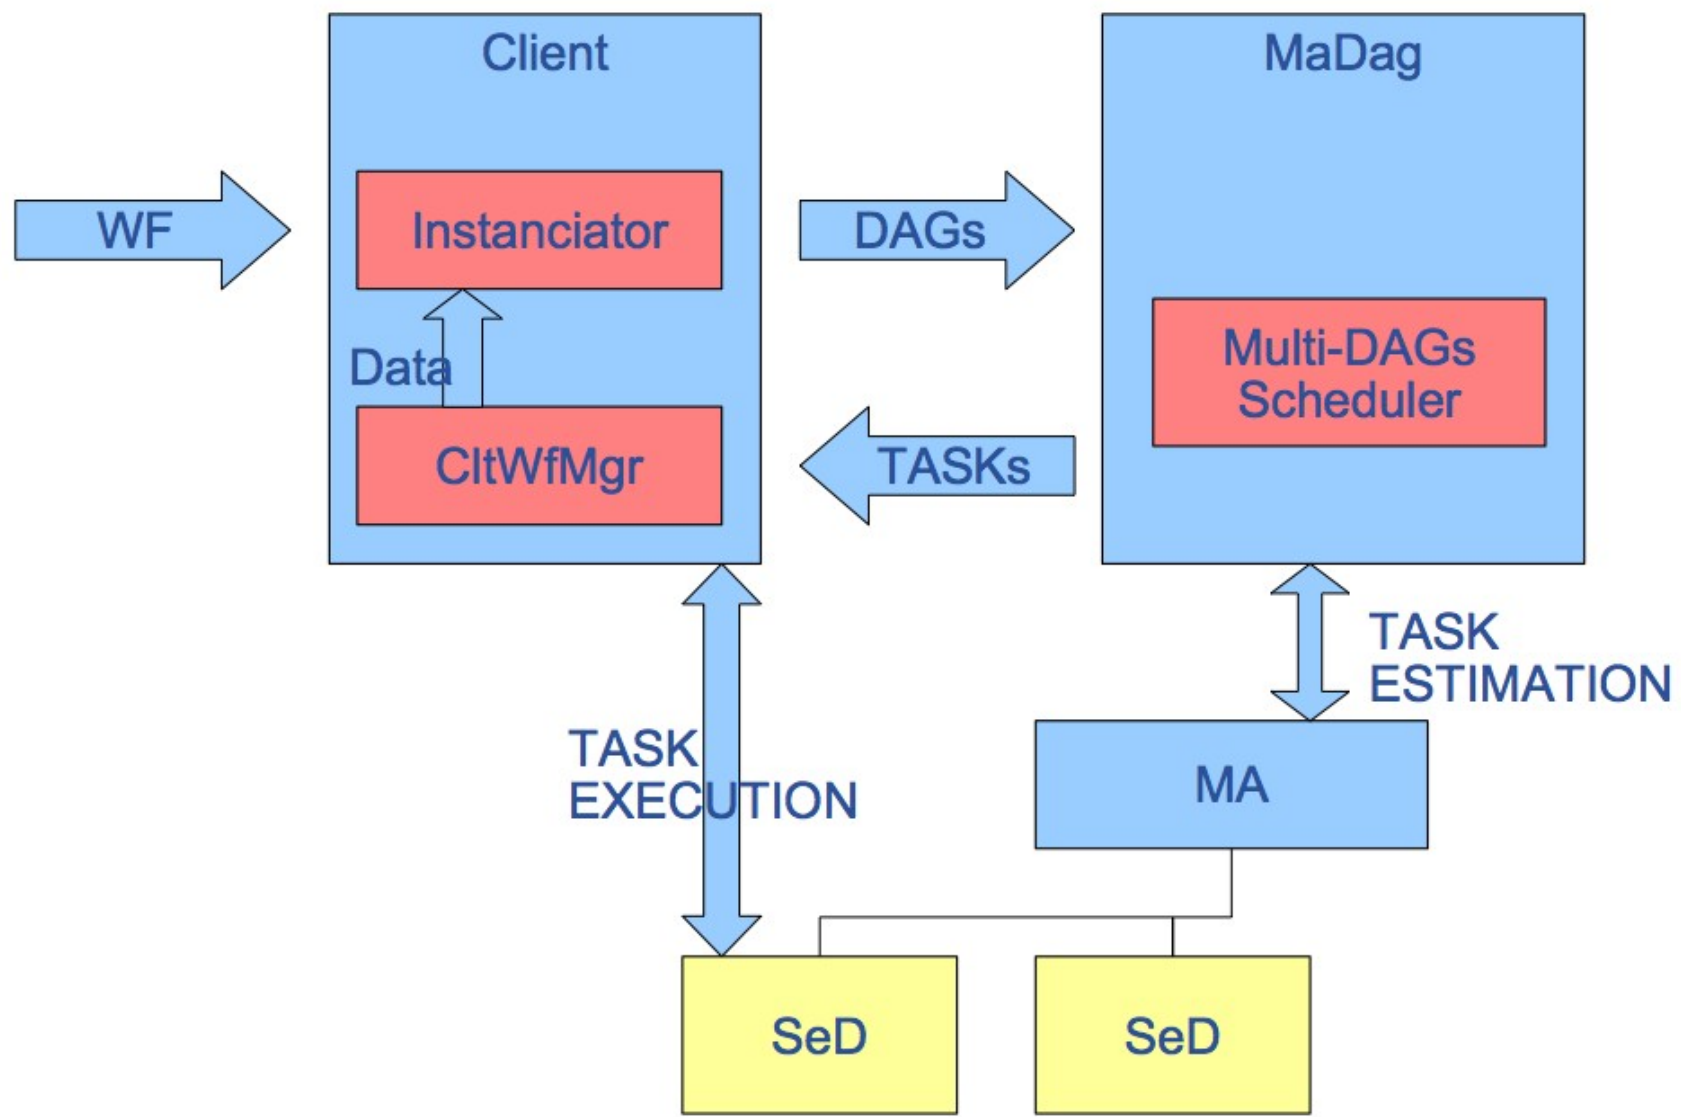 Client
MaDag
WF
Instanciator
DAGs
Data
Multi-DAGs
Scheduler
CltWfMgr
TASKs
TASK
ESTIMATION
TASK
EXECUTION
MA
SeD
SeD